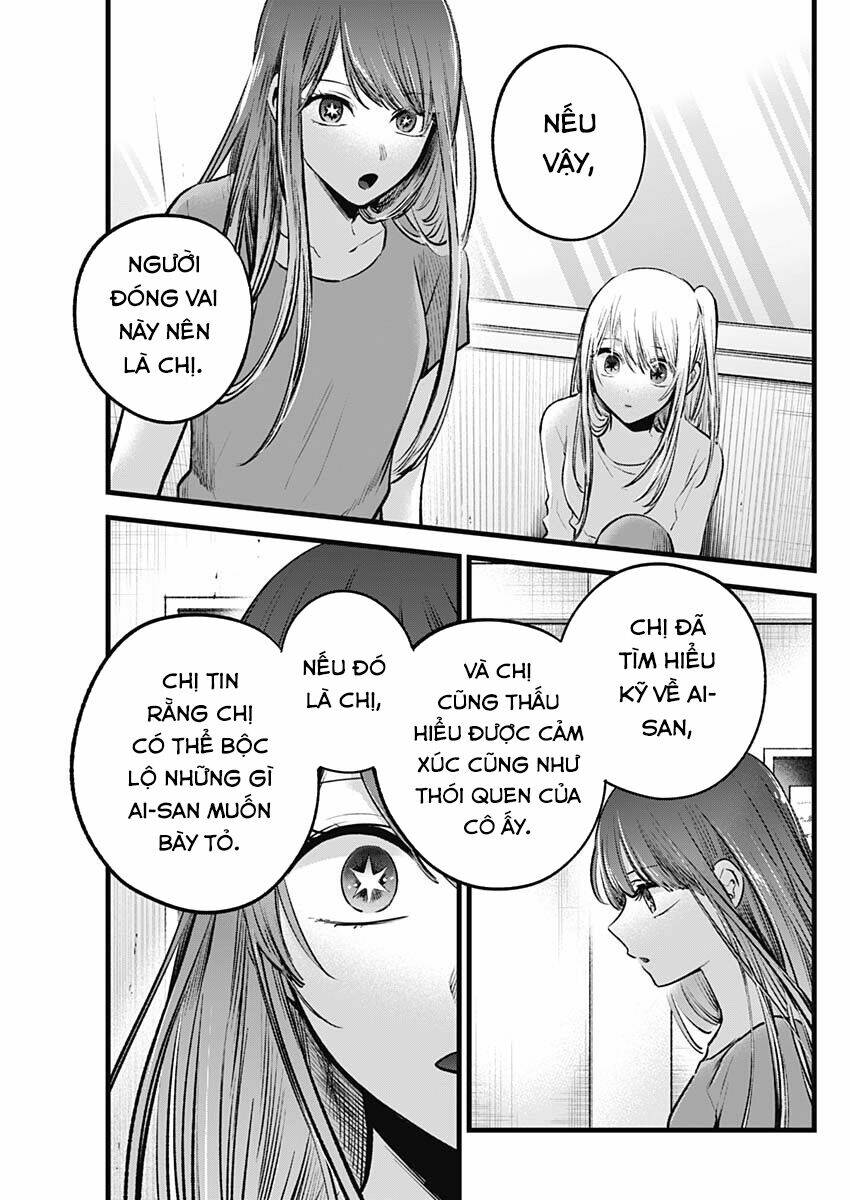 NẾU
VẬY,
NGƯỜI
ĐÓNG VAI
NÀY NÊN
LÀ CHỊ.
CHỊ ĐÃ
TÌM HIỂU
KỸ VỀ AI-
SAN,
VÀ CHỊ
CŨNG THẤU
HIỂU ĐƯỢC CẢM
XÚC CŨNG NHƯ
THÓI QUEN CỦA
CÔ ẤY.
NẾU ĐÓ
LÀ CHỊ,
CHỊ TIN
RẰNG CHỊ
CÓ THỂ BỘC
LỘ NHỮNG GÌ
AI-SAN MUỐN
BÀY TỎ.